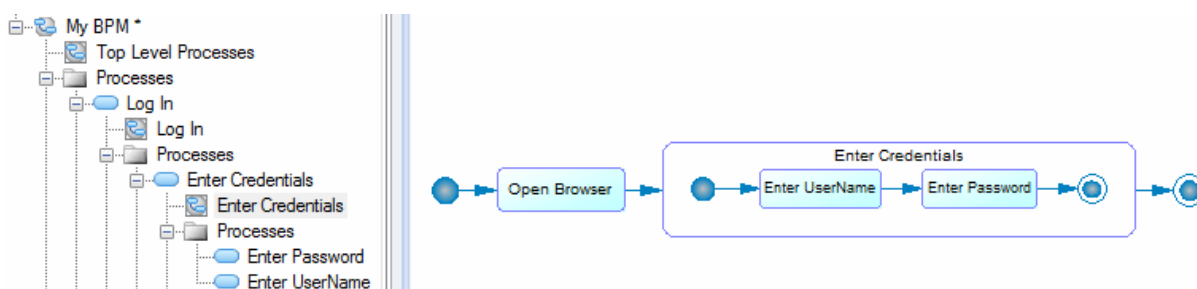 My BPM *
Top Level Processes
Processes
Log In
Log In
Processes
Enter Credentials
Enter Credentials
Processes
Enter Password
Enter UserName
Enter Credentials
Open Browser
Enter UserName
Enter Password